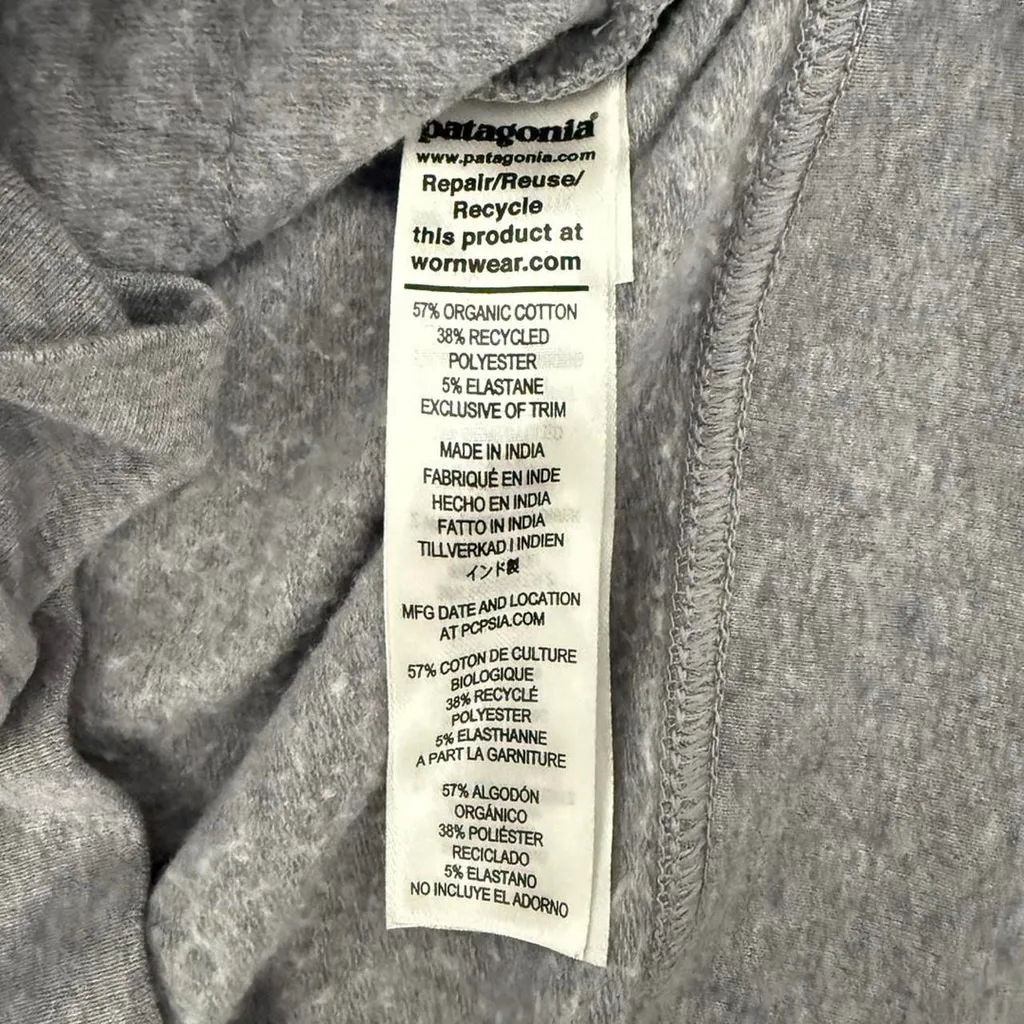 patagonia®
www.patagonia.com
Repair/Reuse/
Recycle
this product at
wornwear.com
57% ORGANIC COTTON
38% RECYCLED
POLYESTER
5% ELASTANE
EXCLUSIVE OF TRIM
MADE IN INDIA
FABRIQUÉ EN INDE
HECHO EN INDIA
FATTO IN INDIA
TILLVERKAD I INDIEN
インド製
MFG DATE AND LOCATION
AT PCPSIA.COM
57% COTON DE CULTURE
BIOLOGIQUE
38% RECYCLÉ
POLYESTER
5% ELASTHANNE
A PART LA GARNITURE
57% ALGODÓN
ORGÁNICO
38% POLIÉSTER
RECICLADO
5% ELASTANO
NO INCLUYE EL ADORNO